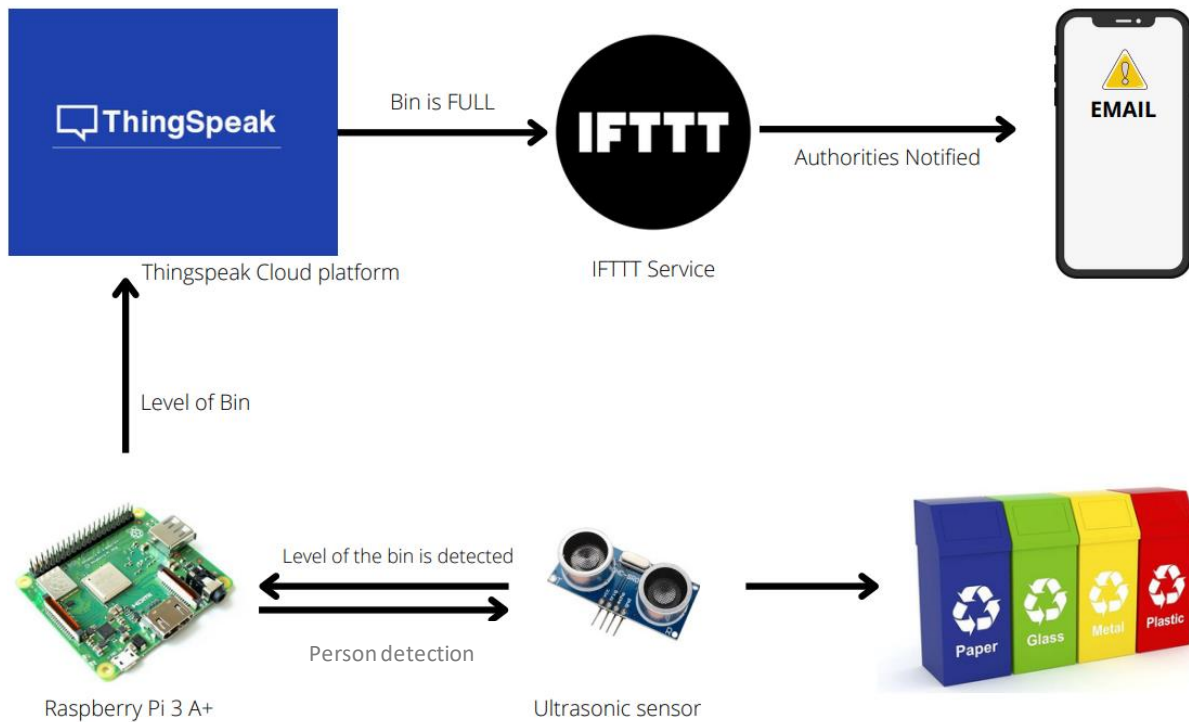 ThingSpeak
Bin is FULL
IFTTT
Authorities Notified
EMAIL
Thingspeak Cloud platform
IFTTT Service
Level of Bin
Level of the bin is detected
Person detection
Paper
Glass
Metal
Plastic
Raspberry Pi 3 A+
Ultrasonic sensor